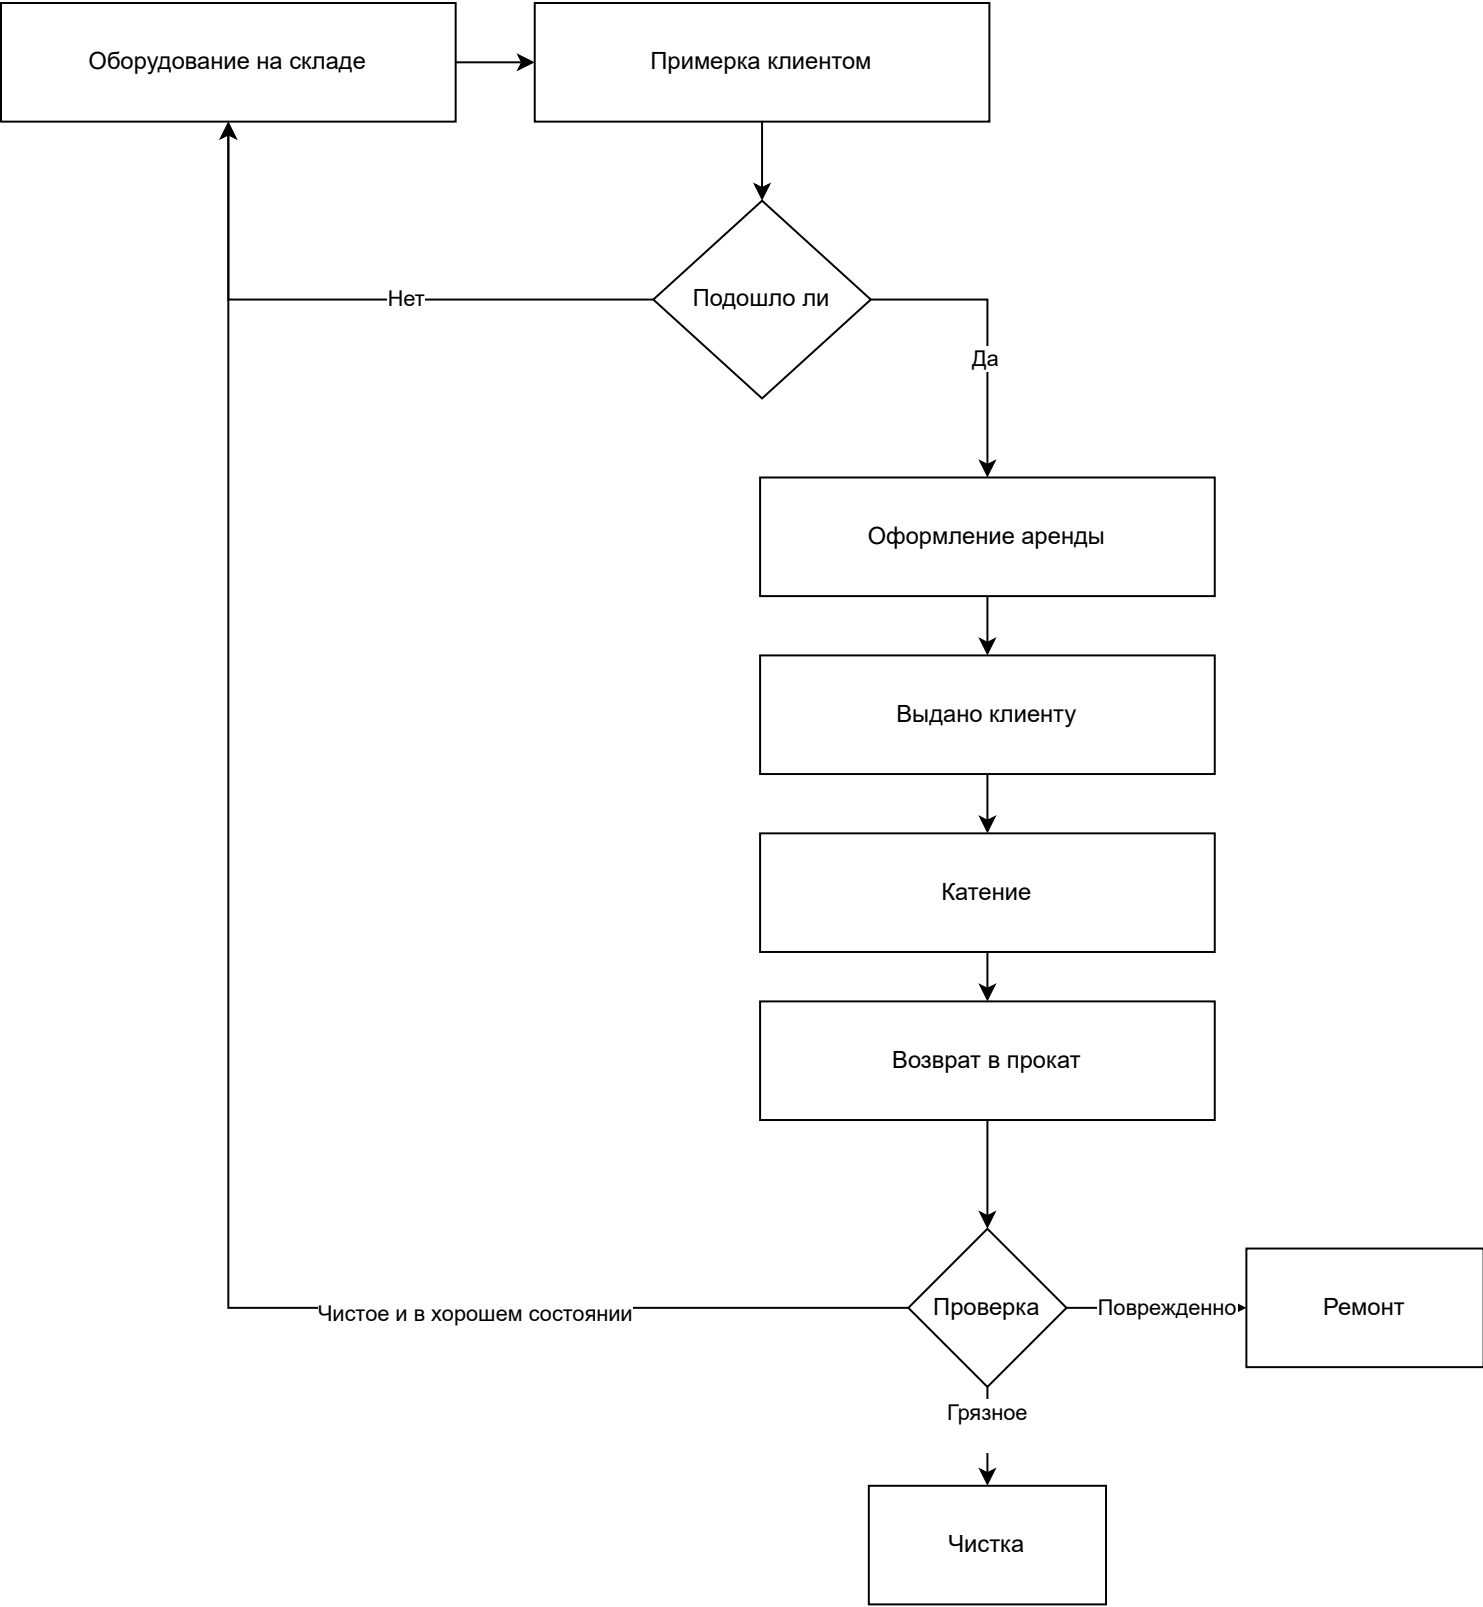 Оборудование на складе
Примерка клиентом
Подошло ли
Нет
Да
Оформление аренды
Выдано клиенту
Катение
Возврат в прокат
Проверка
Чистое и в хорошем состоянии
Поврежденно
Ремонт
Грязное
Чистка